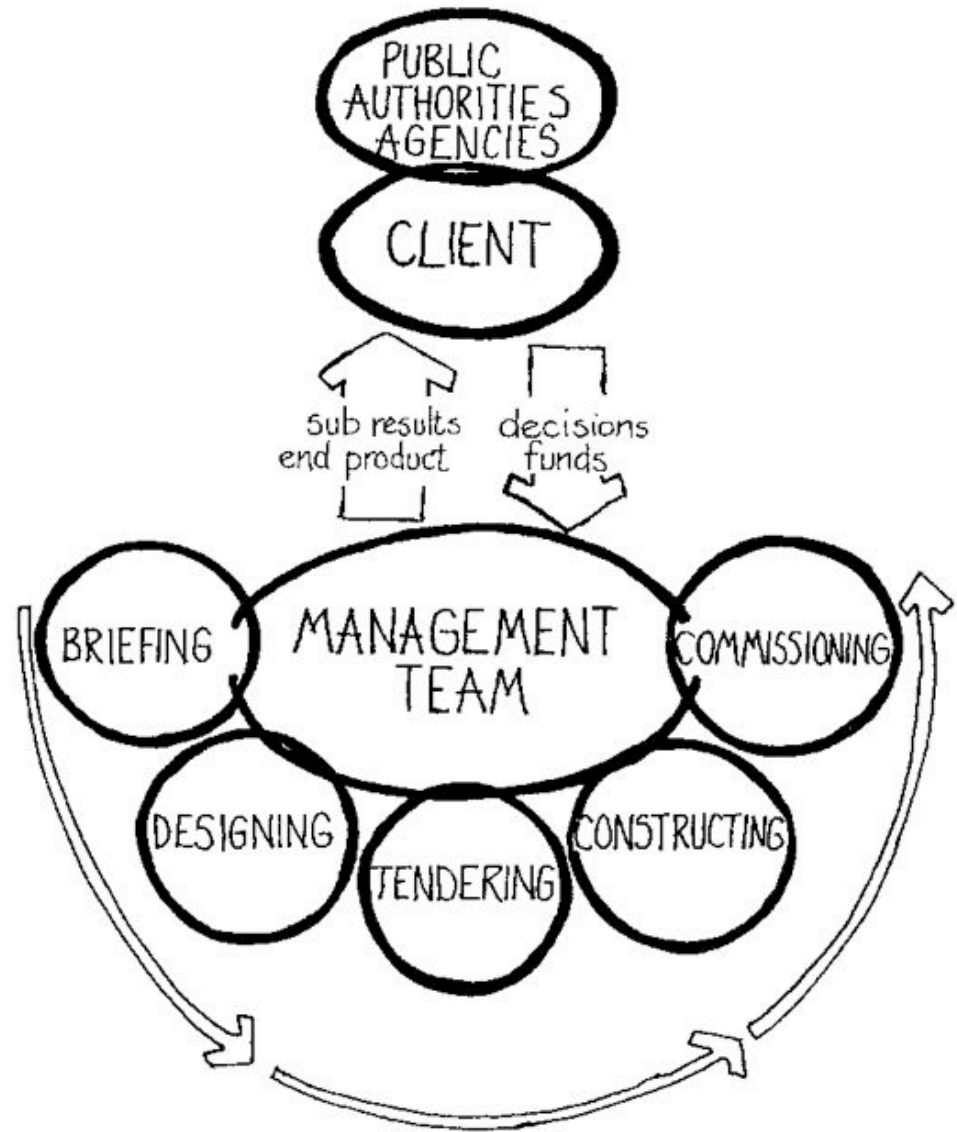 PUBLIC
AUTHORITIES
AGENCIES
CLIENT
sub results
end product
decisions
funds
BRIEFING
MANAGEMENT
TEAM
COMMISSIONING
DESIGNING
TENDERING
CONSTRUCTING